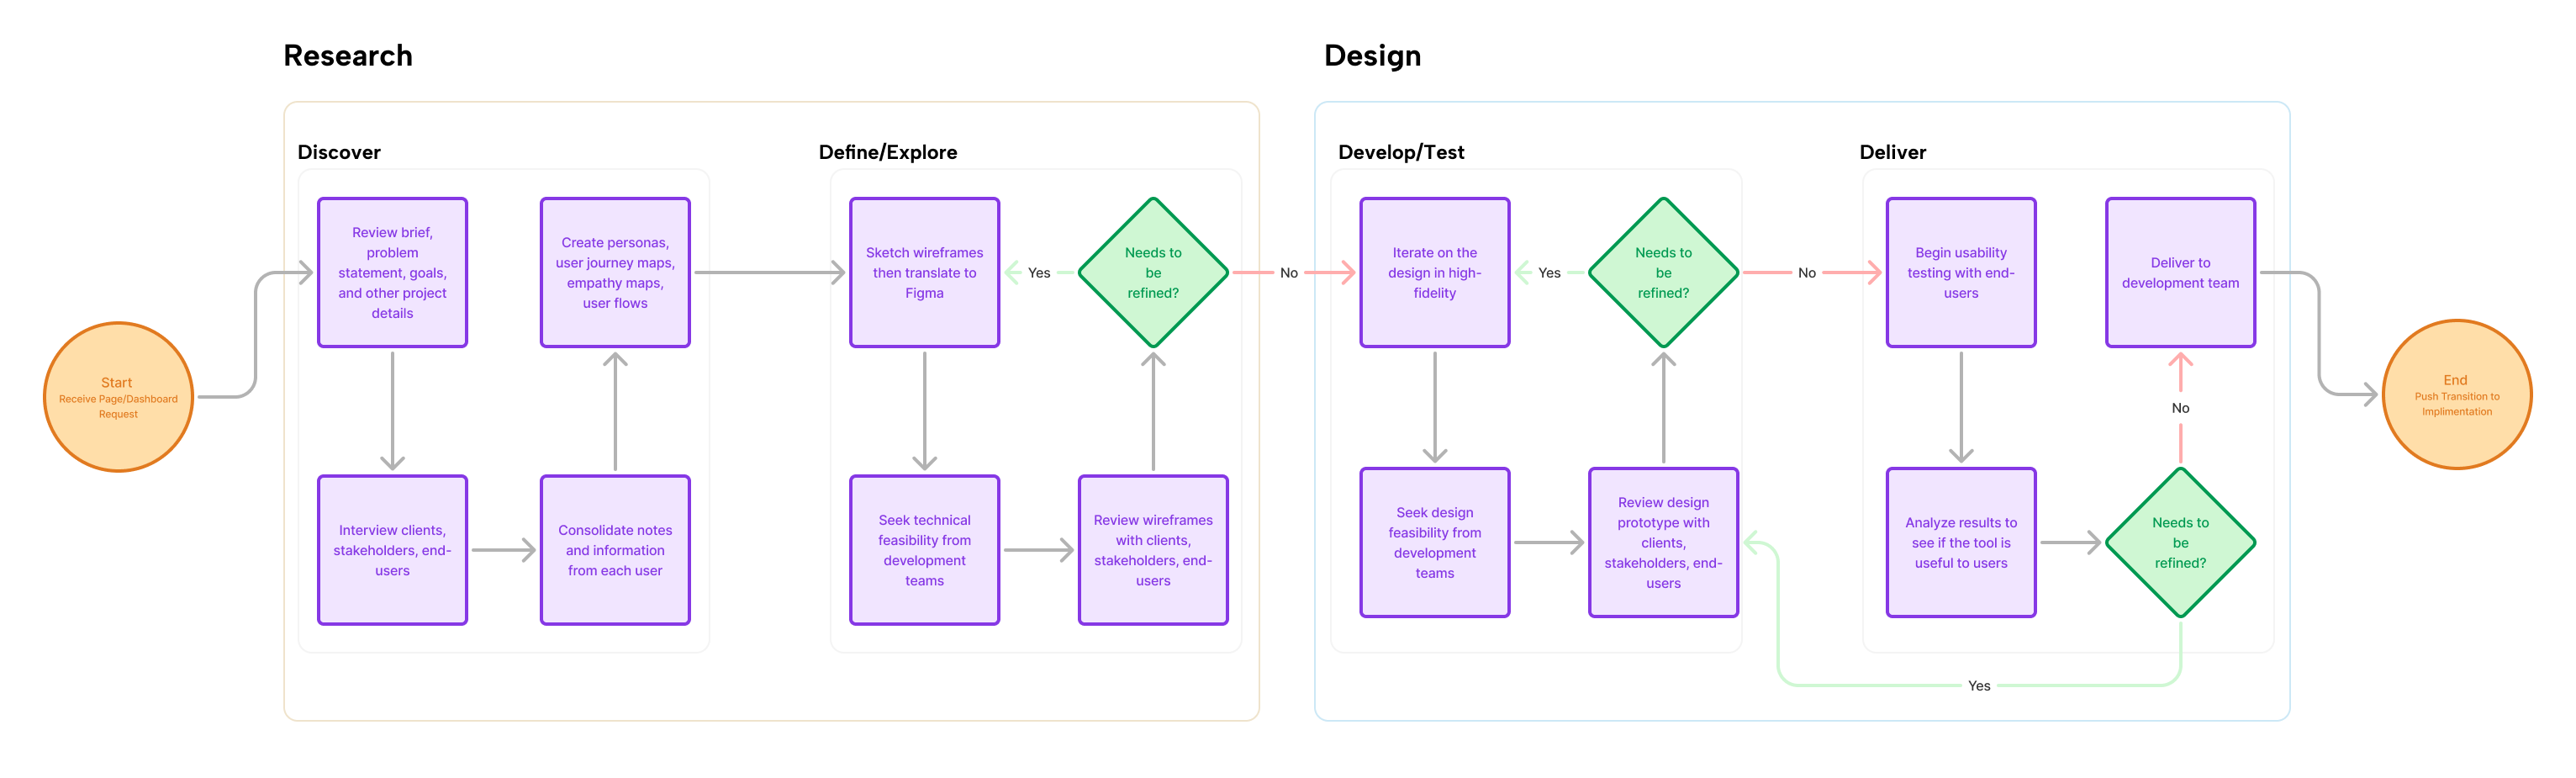 Research
Design
Discover
Define/Explore
Develop/Test
Deliver
Start
Receive Page/Dashboard
Request
Review brief,
problem
statement, goals,
and other project
details
Interview clients,
stakeholders, end-
users
Consolidate notes
and information
from each user
Create personas,
user journey maps,
empathy maps,
user flows
Sketch wireframes
then translate to
Figma
Seek technical
feasibility from
development
teams
Review wireframes
with clients,
stakeholders, end-
users
Needs to
be
refined?
Yes
No
Iterate on the
design in high-
fidelity
Seek design
feasibility from
development
teams
Review design
prototype with
clients,
stakeholders, end-
users
Needs to
be
refined?
Yes
No
Begin usability
testing with end-
users
Analyze results to
see if the tool is
useful to users
Needs to
be
refined?
Yes
No
Deliver to
development team
End
Push Transition to
Implimentation